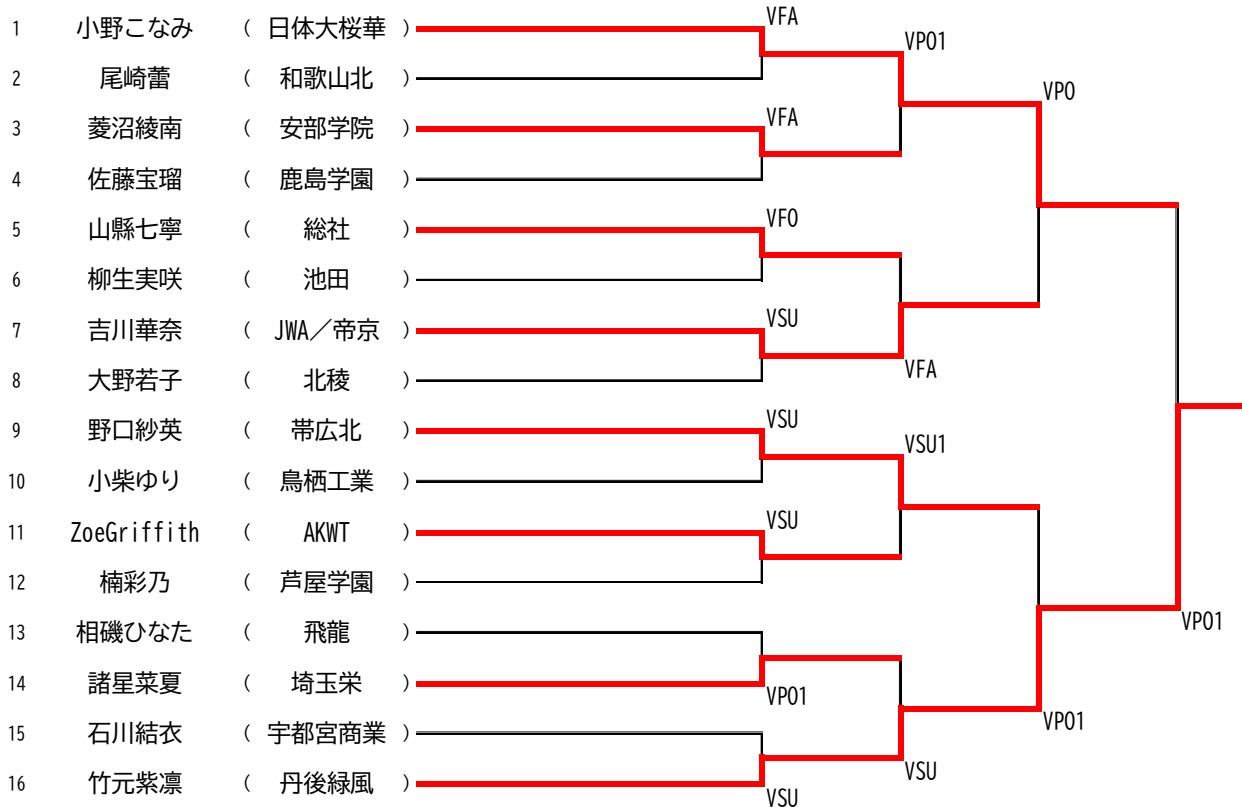 1 小野こなみ ( 日体大桜華 )
2 尾崎蕾 ( 和歌山北 )
3 菱沼綾南 ( 安部学院 )
4 佐藤宝瑠 ( 鹿島学園 )
5 山縣七寧 ( 総社 )
6 柳生実咲 ( 池田 )
7 吉川華奈 ( JWA／帝京 )
8 大野若子 ( 北稜 )
9 野口紗英 ( 帯広北 )
10 小柴ゆり ( 鳥栖工業 )
11 ZoeGriffith ( AKWT )
12 楠彩乃 ( 芦屋学園 )
13 相磯ひなた ( 飛龍 )
14 諸星菜夏 ( 埼玉栄 )
15 石川結衣 ( 宇都宮商業 )
16 竹元紫凛 ( 丹後緑風 )
VFA
VFA
VFO
VSU
VSU
VSU
VPO1
VSU
VPO1
VFA
VSU1
VSU
VPO
VPO1
VPO1